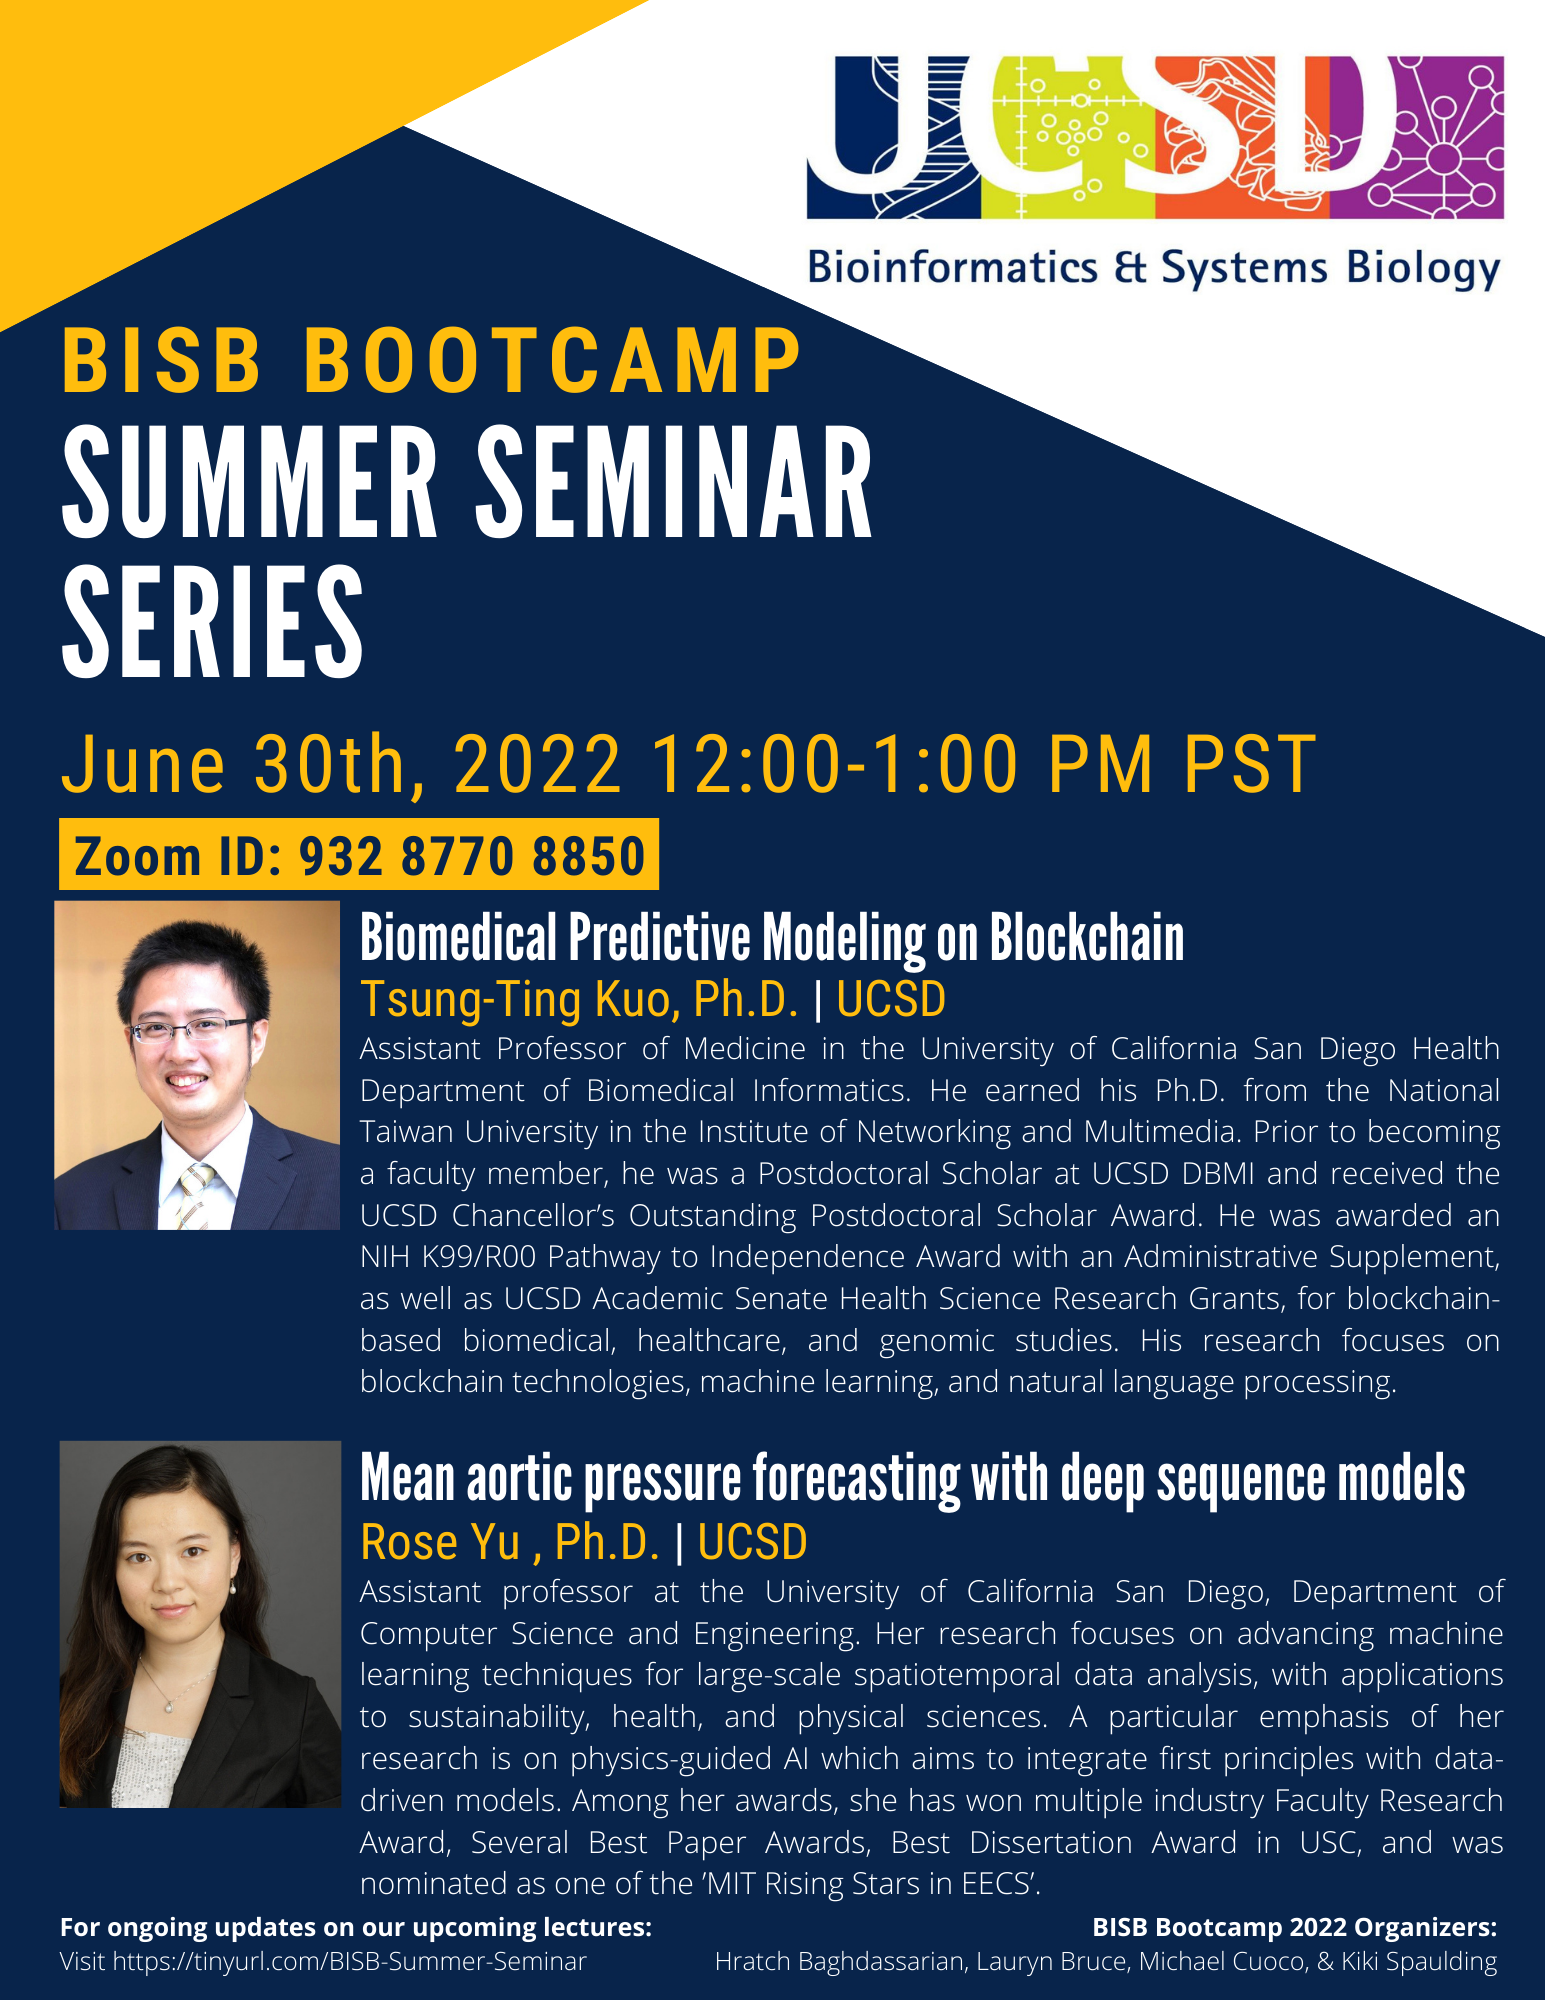 UCSD
Bioinformatics & Systems Biology
BISB BOOTCAMP
SUMMER SEMINAR
SERIES
June 30th, 2022 12:00-1:00 PM PST
Zoom ID: 932 8770 8850
Biomedical Predictive Modeling on Blockchain
Tsung-Ting Kuo, Ph.D. | UCSD
Assistant Professor of Medicine in the University of California San Diego Health
Department of Biomedical Informatics. He earned his Ph.D. from the National
Taiwan University in the Institute of Networking and Multimedia. Prior to becoming
a faculty member, he was a Postdoctoral Scholar at UCSD DBMI and received the
UCSD Chancellor’s Outstanding Postdoctoral Scholar Award. He was awarded an
NIH K99/R00 Pathway to Independence Award with an Administrative Supplement,
as well as UCSD Academic Senate Health Science Research Grants, for blockchain-
based biomedical, healthcare, and genomic studies. His research focuses on
blockchain technologies, machine learning, and natural language processing.
Mean aortic pressure forecasting with deep sequence models
Rose Yu , Ph.D. | UCSD
Assistant professor at the University of California San Diego, Department of
Computer Science and Engineering. Her research focuses on advancing machine
learning techniques for large-scale spatiotemporal data analysis, with applications
to sustainability, health, and physical sciences. A particular emphasis of her
research is on physics-guided AI which aims to integrate first principles with data-
driven models. Among her awards, she has won multiple industry Faculty Research
Award, Several Best Paper Awards, Best Dissertation Award in USC, and was
nominated as one of the ’MIT Rising Stars in EECS’.
For ongoing updates on our upcoming lectures:
Visit https://tinyurl.com/BISB-Summer-Seminar
BISB Bootcamp 2022 Organizers:
Hratch Baghdassarian, Lauryn Bruce, Michael Cuoco, & Kiki Spaulding